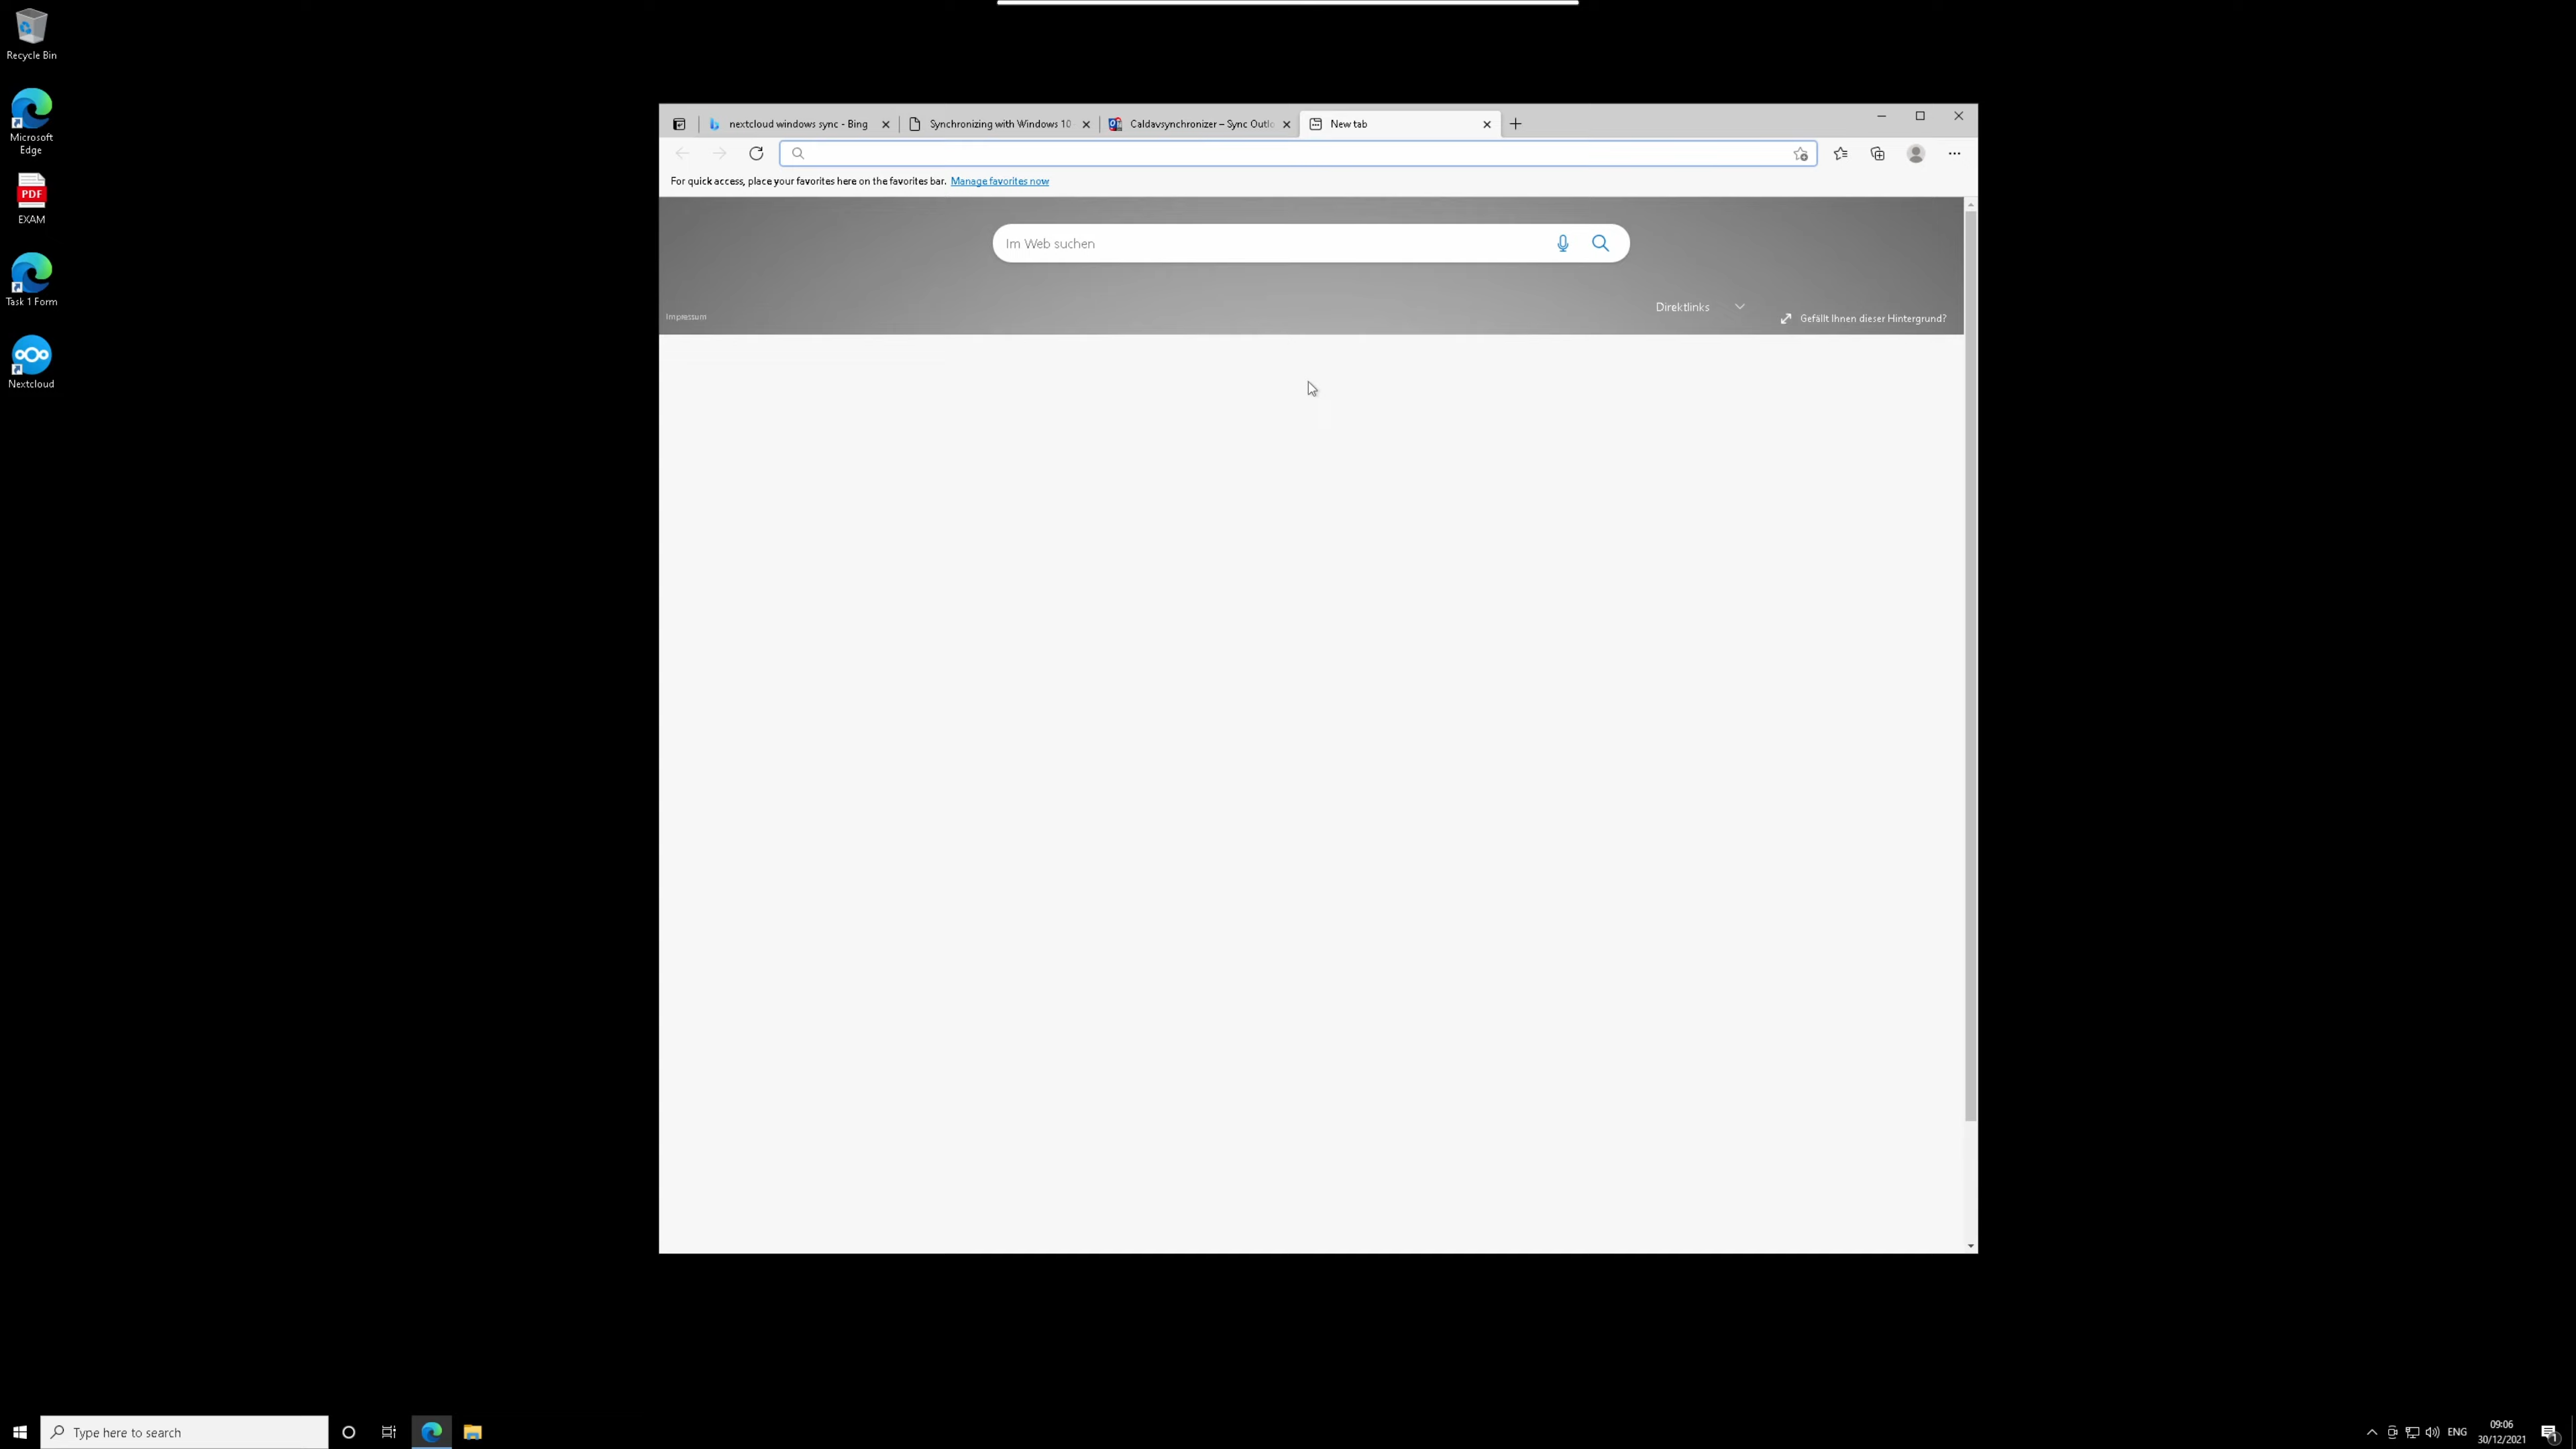 Recycle Bin
Microsoft
Edge
PDF
EXAM
Task 1 Form
Nextcloud
nextcloud windows sync - Bing
Synchronizing with Windows 10
Caldavsynchronizer – Sync Outlo
New tab
For quick access, place your favorites here on the favorites bar. Manage favorites now
Im Web suchen
Direktlinks
Impressum
Gefällt Ihnen dieser Hintergrund?
Type here to search
ENG
09:06
30/12/2021
1